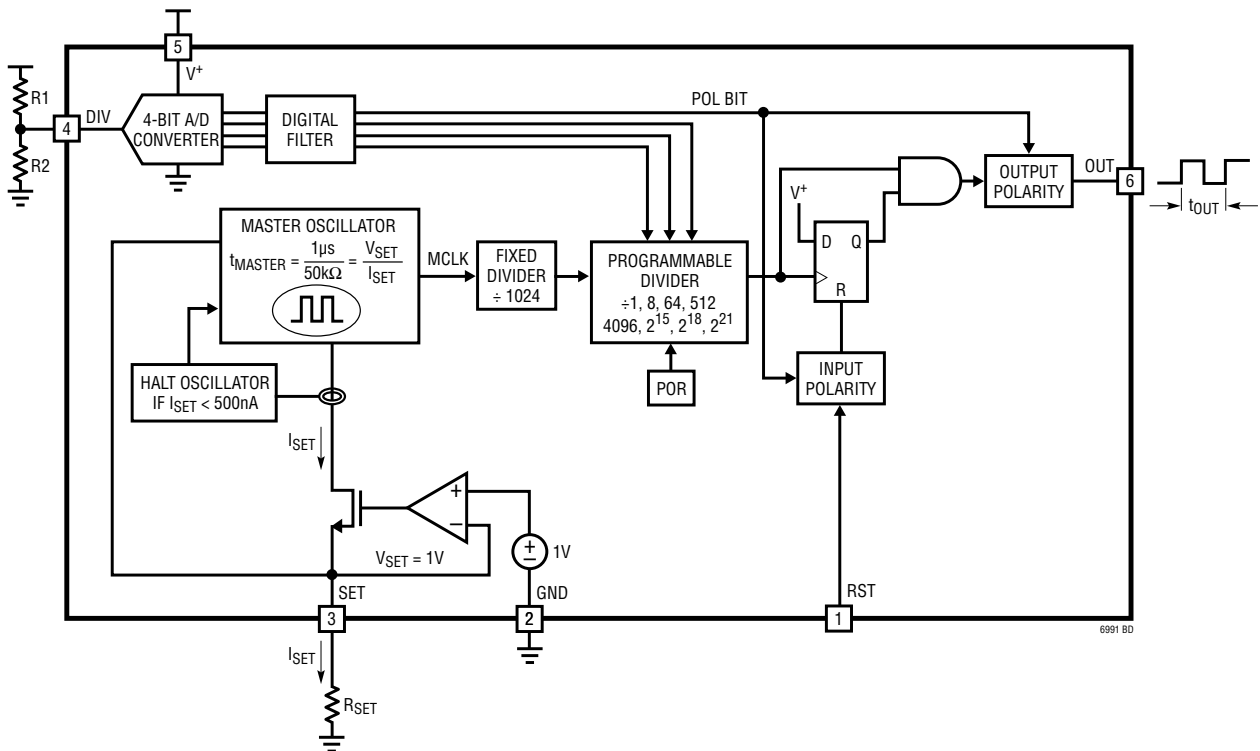 5
V+
R1
DIV
4
R2
4-BIT A/D
CONVERTER
DIGITAL
FILTER
POL BIT
OUTPUT
POLARITY
OUT
6
tOUT
V+
D
Q
R
MASTER OSCILLATOR
tMASTER = 1µs / 50kΩ = VSET / ISET
MCLK
FIXED
DIVIDER
÷ 1024
PROGRAMMABLE
DIVIDER
÷1, 8, 64, 512
4096, 2^15, 2^18, 2^21
POR
INPUT
POLARITY
HALT OSCILLATOR
IF ISET < 500nA
ISET
+
–
VSET = 1V
+
–
1V
SET
3
GND
2
RST
1
6991 BD
ISET
RSET